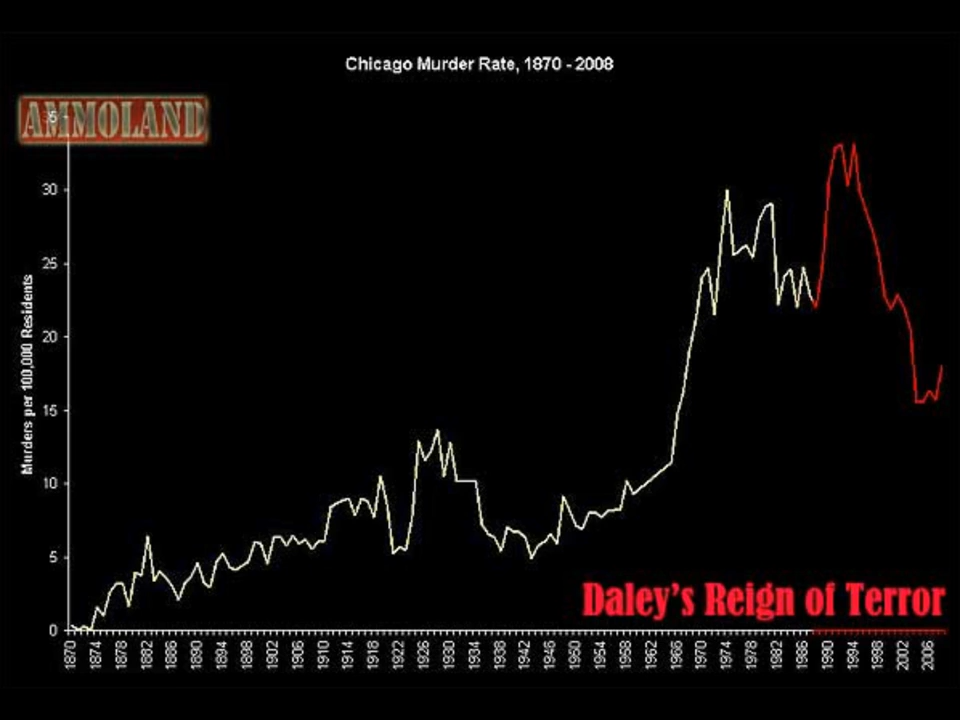 Chicago Murder Rate, 1870 - 2008
AMMOLAND
35
30
25
20
15
10
5
0
Murders per 100,000 Residents
Daley's Reign of Terror
1870 1874 1878 1882 1886 1890 1894 1898 1902 1906 1910 1914 1918 1922 1926 1930 1934 1938 1942 1946 1950 1954 1958 1962 1966 1970 1974 1978 1982 1986 1990 1994 1998 2002 2006